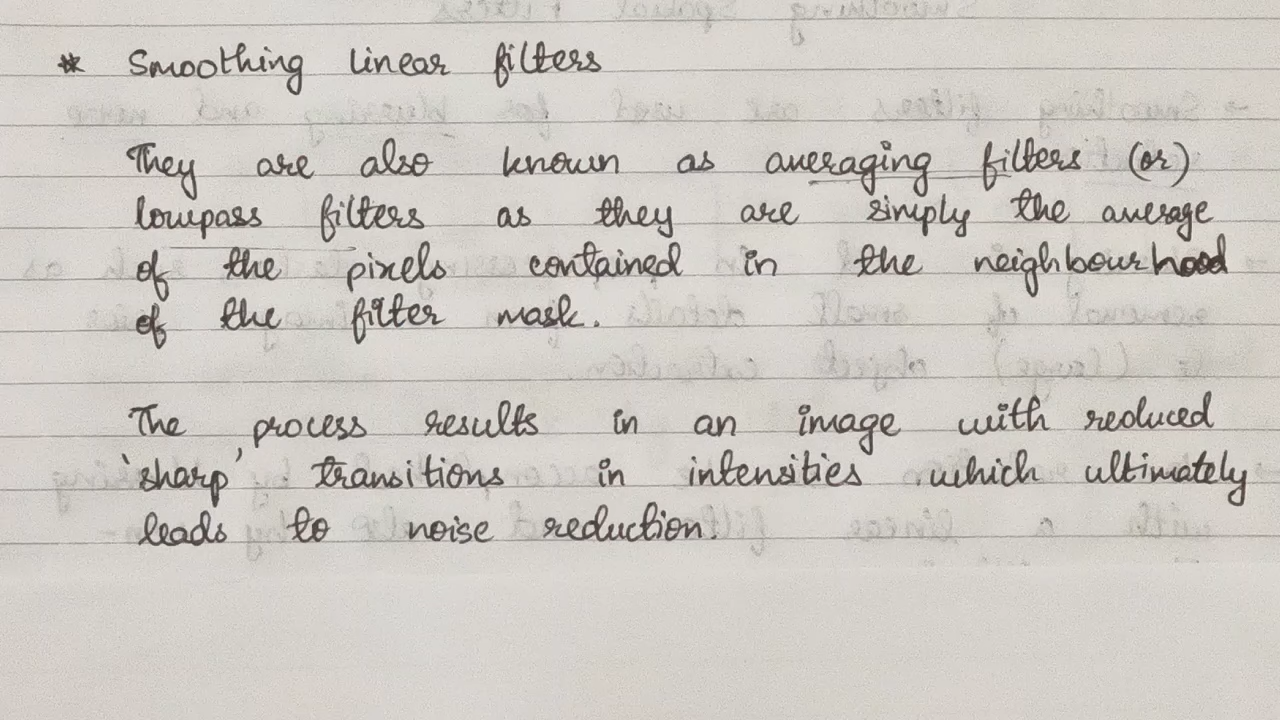 * Smoothing linear filters
They are also known as averaging filters (or)
lowpass filters as they are simply the average
of the pixels contained in the neighbourhood
of the filter mask.
The process results in an image with reduced
'sharp' transitions in intensities which ultimately
leads to noise reduction.